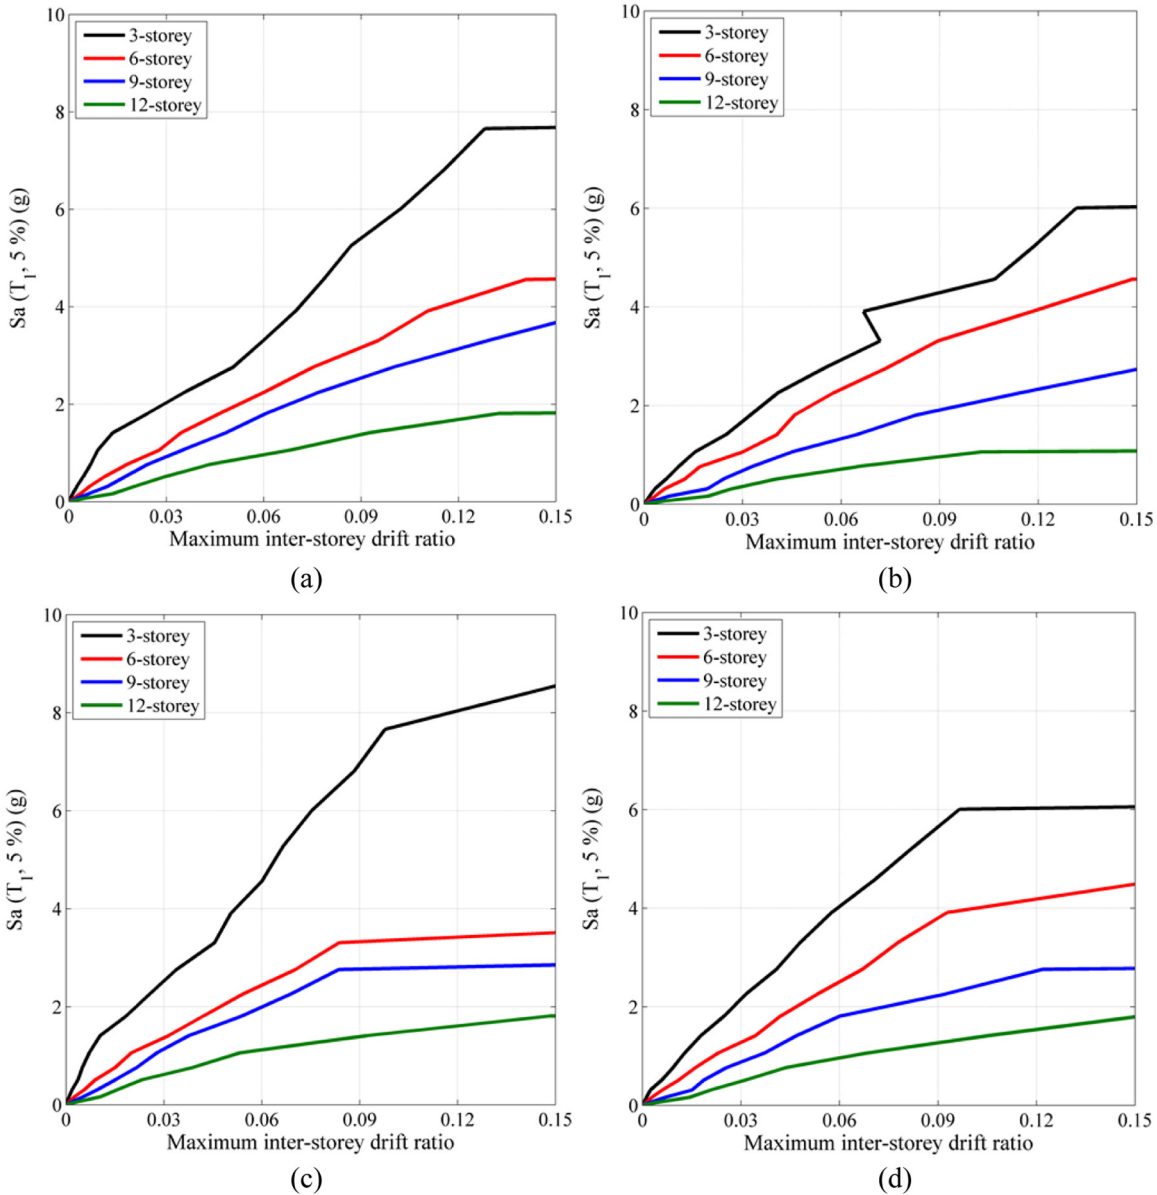 10
8
6
4
2
0
3-storey
6-storey
9-storey
12-storey
Sa (T1, 5 %) (g)
0 0.03 0.06 0.09 0.12 0.15
Maximum inter-storey drift ratio
(a)
10
8
6
4
2
0
3-storey
6-storey
9-storey
12-storey
Sa (T1, 5 %) (g)
0 0.03 0.06 0.09 0.12 0.15
Maximum inter-storey drift ratio
(b)
10
8
6
4
2
0
3-storey
6-storey
9-storey
12-storey
Sa (T1, 5 %) (g)
0 0.03 0.06 0.09 0.12 0.15
Maximum inter-storey drift ratio
(c)
10
8
6
4
2
0
3-storey
6-storey
9-storey
12-storey
Sa (T1, 5 %) (g)
0 0.03 0.06 0.09 0.12 0.15
Maximum inter-storey drift ratio
(d)